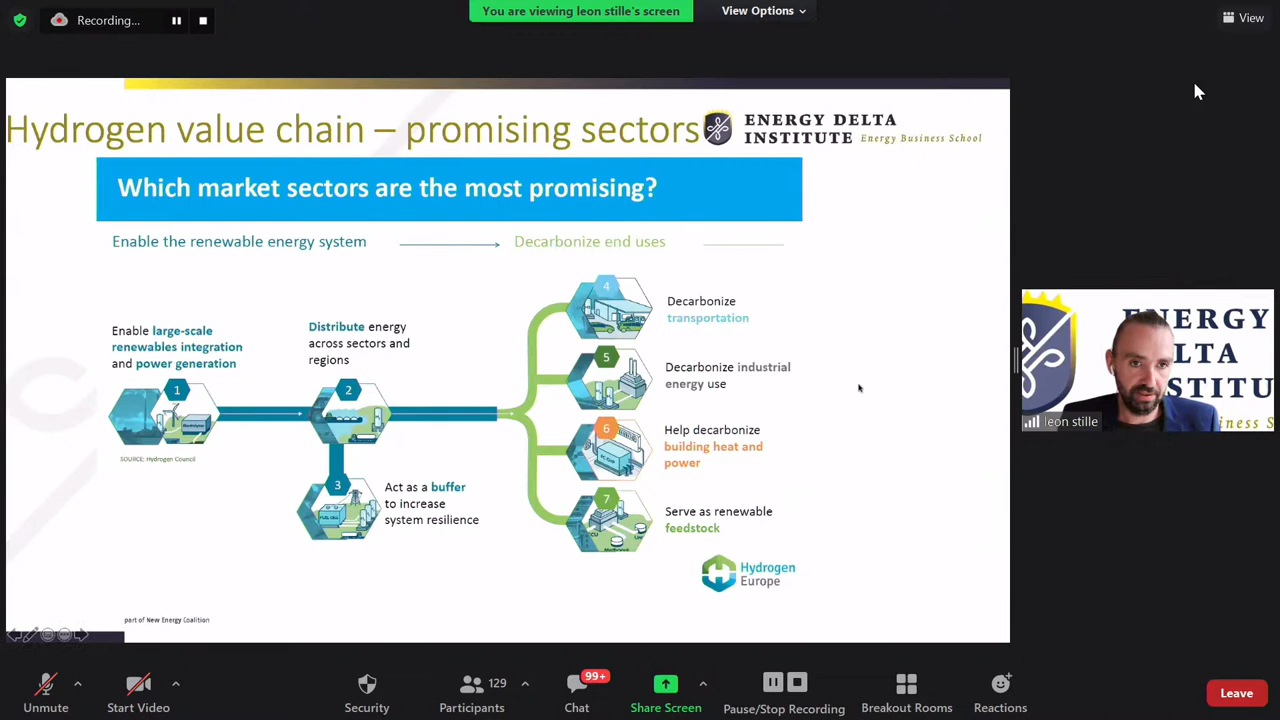 Recording...
You are viewing leon stille's screen
View Options
View
Hydrogen value chain – promising sectors
ENERGY DELTA
INSTITUTE Energy Business School
Which market sectors are the most promising?
Enable the renewable energy system
Decarbonize end uses
Enable large-scale
renewables integration
and power generation
1
SOURCE: Hydrogen Council
Distribute energy
across sectors and
regions
2
3
Act as a buffer
to increase
system resilience
4
Decarbonize
transportation
5
Decarbonize industrial
energy use
6
Help decarbonize
building heat and
power
7
Serve as renewable
feedstock
Hydrogen
Europe
part of New Energy Coalition
ENERGY
ELTA
STITU
leon stille
Unmute
Start Video
Security
129
Participants
99+
Chat
Share Screen
Pause/Stop Recording
Breakout Rooms
Reactions
Leave